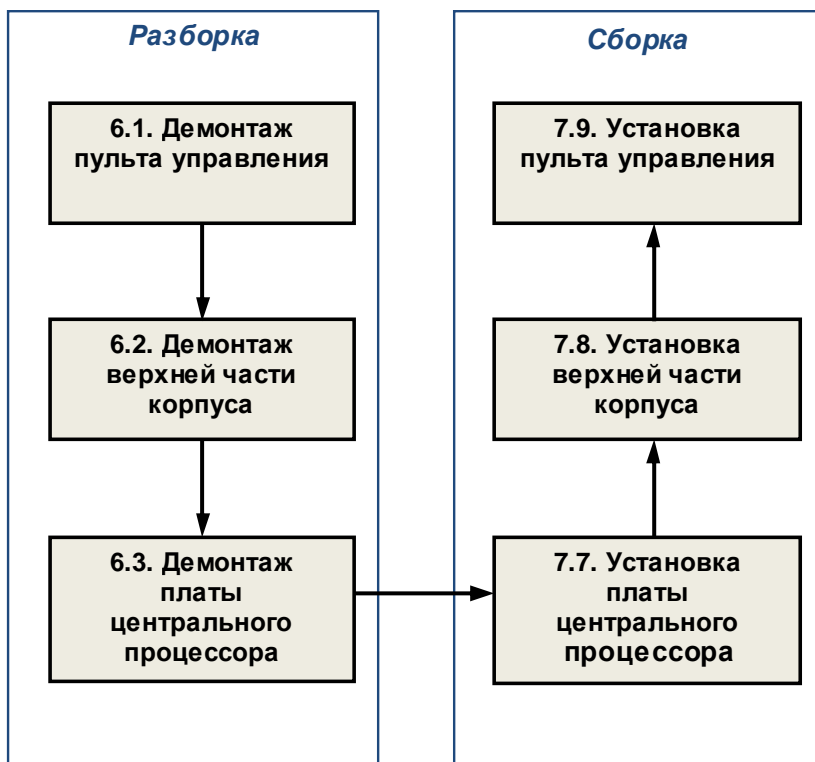 Разборка
6.1. Демонтаж
пульта управления
6.2. Демонтаж
верхней части
корпуса
6.3. Демонтаж
платы
центрального
процессора
Сборка
7.9. Установка
пульта управления
7.8. Установка
верхней части
корпуса
7.7. Установка
платы
центрального
процессора